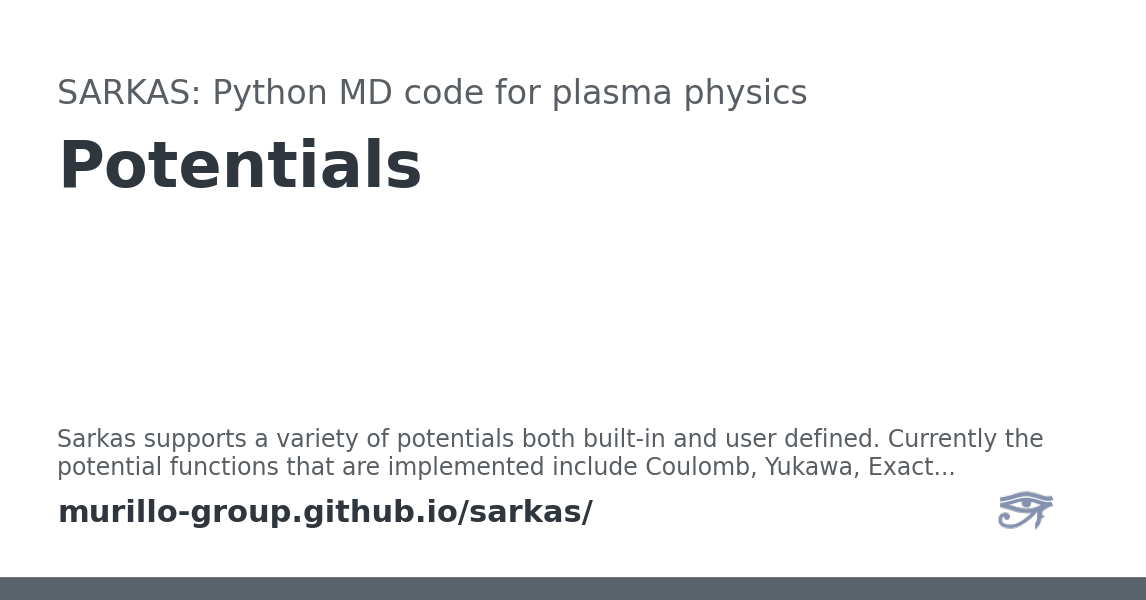 SARKAS: Python MD code for plasma physics
Potentials
Sarkas supports a variety of potentials both built-in and user defined. Currently the
potential functions that are implemented include Coulomb, Yukawa, Exact...
murillo-group.github.io/sarkas/